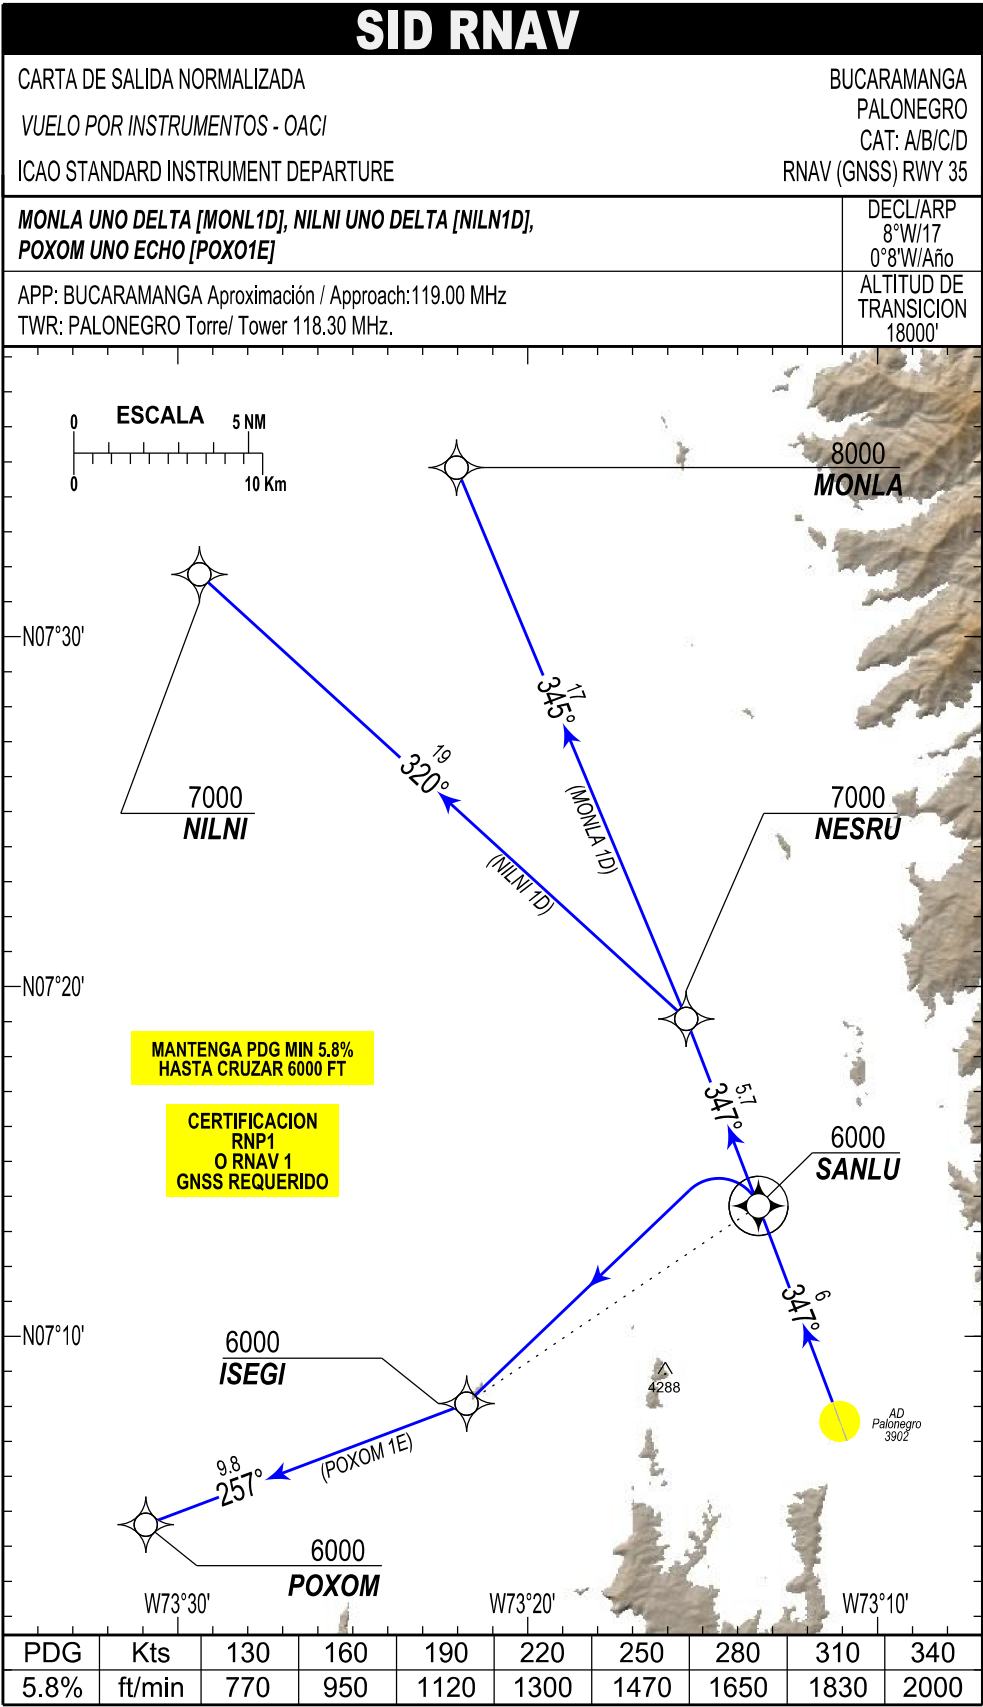 SID RNAV
CARTA DE SALIDA NORMALIZADA
VUELO POR INSTRUMENTOS - OACI
ICAO STANDARD INSTRUMENT DEPARTURE
BUCARAMANGA
PALONEGRO
CAT: A/B/C/D
RNAV (GNSS) RWY 35
MONLA UNO DELTA [MONL1D], NILNI UNO DELTA [NILN1D],
POXOM UNO ECHO [POXO1E]
DECL/ARP
8°W/17
0°8'W/Año
APP: BUCARAMANGA Aproximación / Approach:119.00 MHz
TWR: PALONEGRO Torre/ Tower 118.30 MHz.
ALTITUD DE
TRANSICION
18000'
0 ESCALA 5 NM
0 10 Km
8000
MONLA
N07°30'
17
345°
19
320°
(MONLA 1D)
7000
NILNI
7000
NESRU
(NILNI 1D)
N07°20'
MANTENGA PDG MIN 5.8%
HASTA CRUZAR 6000 FT
5.7
347°
CERTIFICACION
RNP1
O RNAV 1
GNSS REQUERIDO
6000
SANLU
6
347°
N07°10'
6000
ISEGI
4288
AD
Palonegro
3902
(POXOM 1E)
9.8
257°
6000
POXOM
W73°30' W73°20' W73°10'
PDG Kts 130 160 190 220 250 280 310 340
5.8% ft/min 770 950 1120 1300 1470 1650 1830 2000